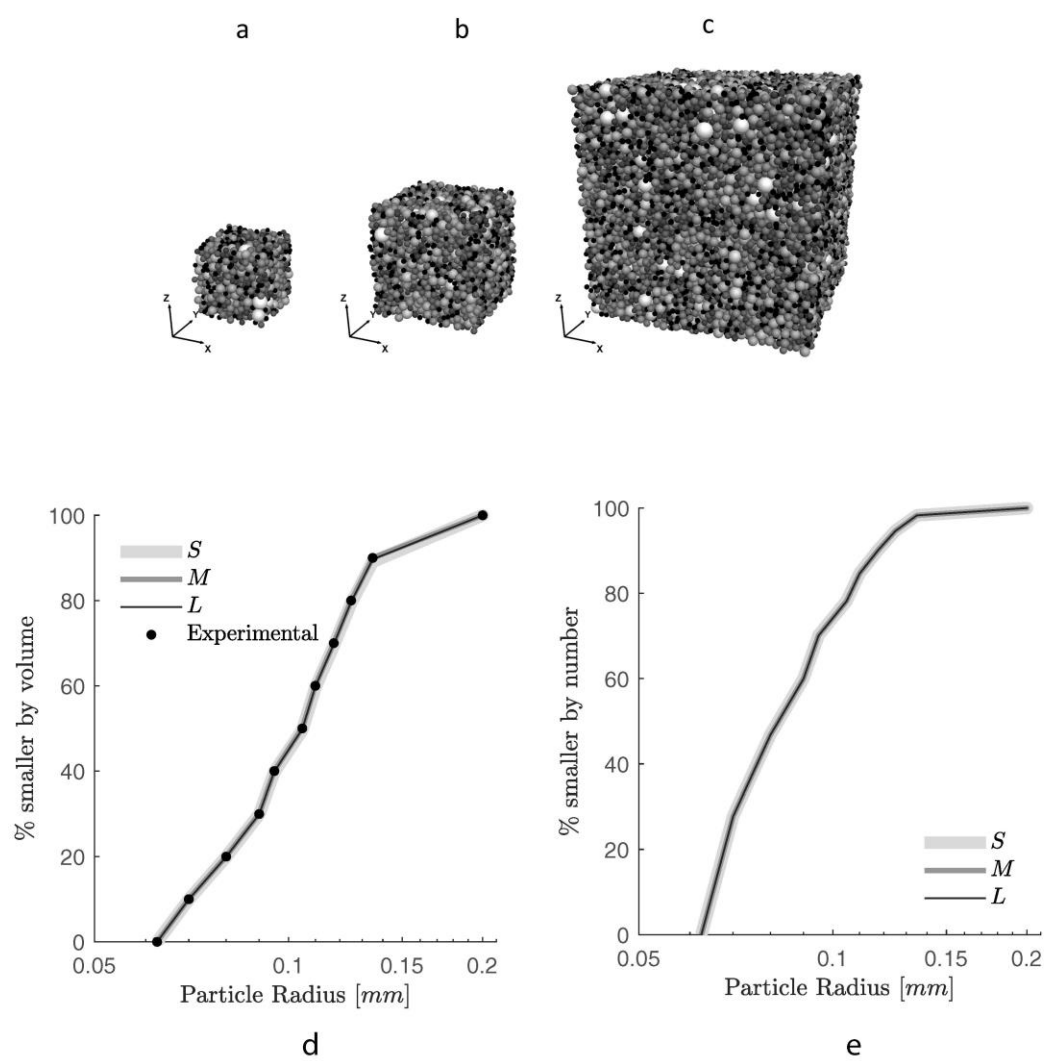 a b c
Z Y X
Z Y X
Z Y X
100
80
60
40
20
0
% smaller by volume
S
M
L
Experimental
0.05 0.1 0.15 0.2
Particle Radius [mm]
d
100
80
60
40
20
0
% smaller by number
S
M
L
0.05 0.1 0.15 0.2
Particle Radius [mm]
e